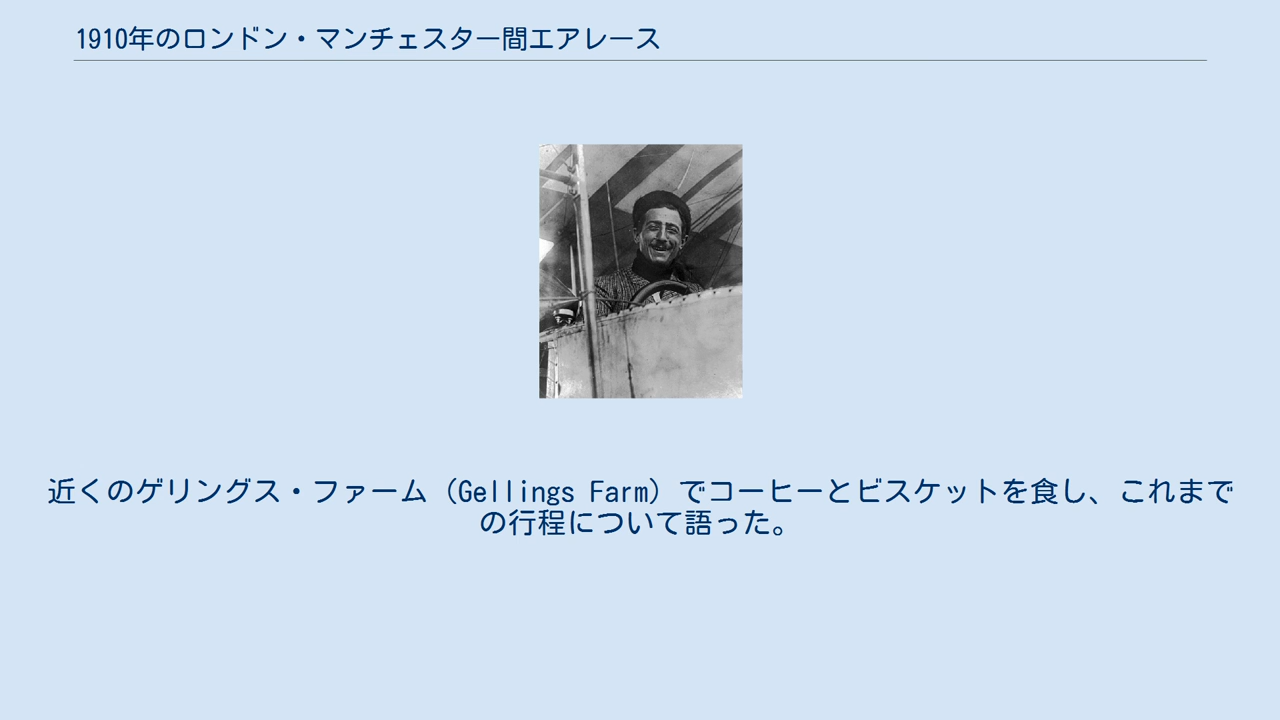 1910年のロンドン・マンチェスター間エアレース
近くのゲリングス・ファーム（Gellings Farm）でコーヒーとビスケットを食し、これまで
の行程について語った。